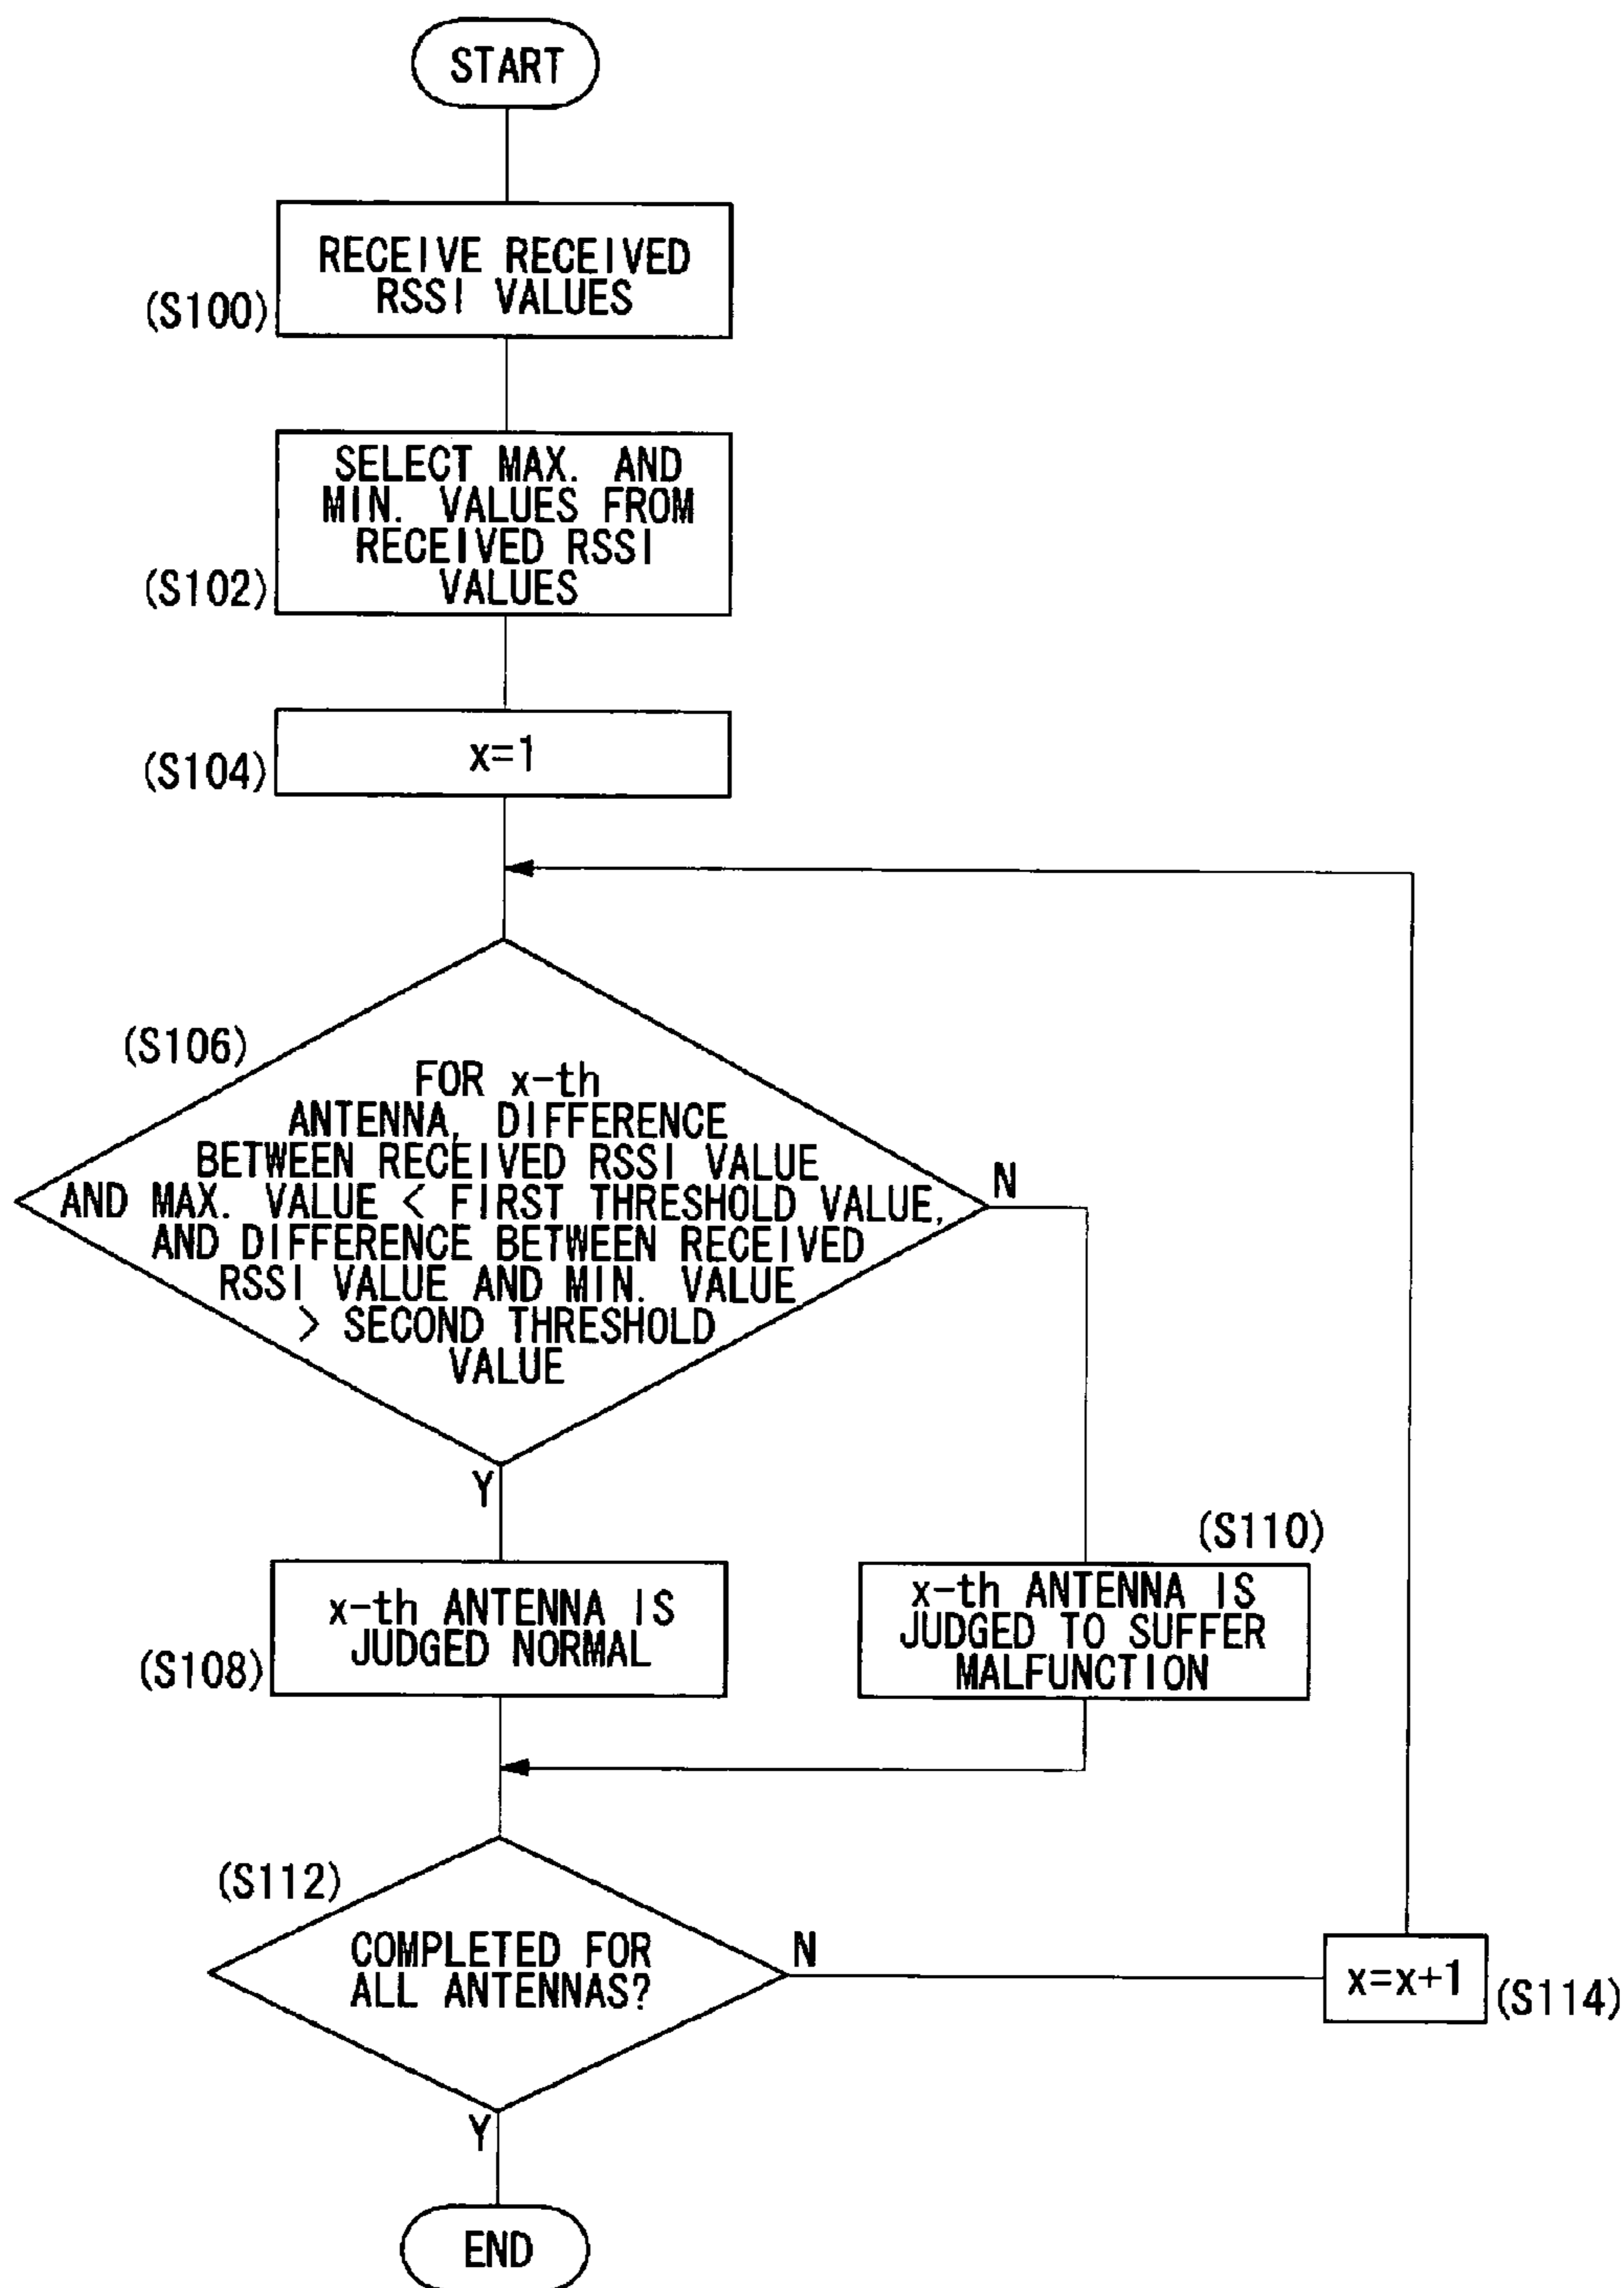 START
RECEIVE RECEIVED
RSSI VALUES
(S100)
SELECT MAX. AND
MIN. VALUES FROM
RECEIVED RSSI
VALUES
(S102)
x=1
(S104)
(S106)
FOR x-th
ANTENNA, DIFFERENCE
BETWEEN RECEIVED RSSI VALUE
AND MAX. VALUE < FIRST THRESHOLD VALUE,
AND DIFFERENCE BETWEEN RECEIVED
RSSI VALUE AND MIN. VALUE
> SECOND THRESHOLD
VALUE
N
Y
x-th ANTENNA IS
JUDGED NORMAL
(S108)
(S110)
x-th ANTENNA IS
JUDGED TO SUFFER
MALFUNCTION
(S112)
COMPLETED FOR
ALL ANTENNAS?
N
x=x+1
(S114)
Y
END